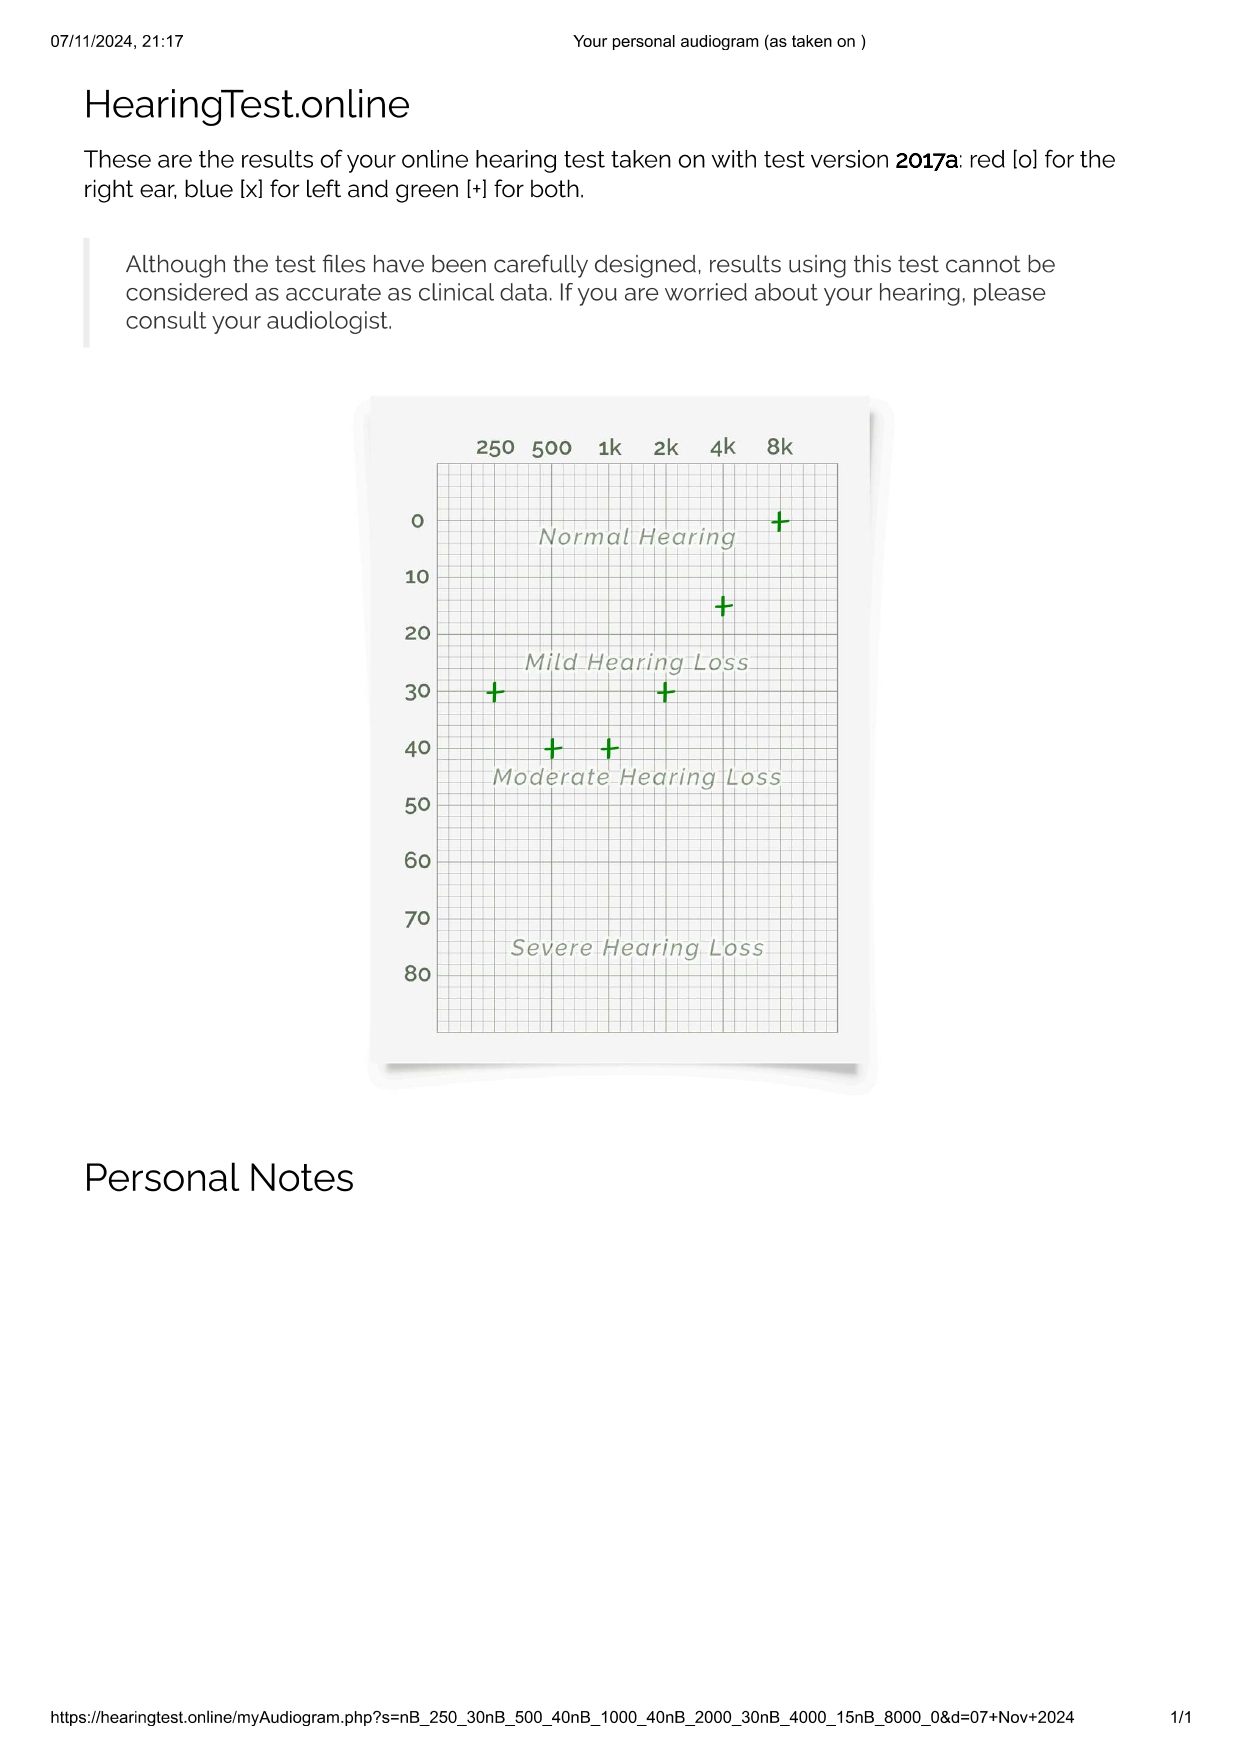 07/11/2024, 21:17 Your personal audiogram (as taken on )
HearingTest.online
These are the results of your online hearing test taken on with test version 2017a: red [o] for the
right ear, blue [x] for left and green [+] for both.
Although the test files have been carefully designed, results using this test cannot be
considered as accurate as clinical data. If you are worried about your hearing, please
consult your audiologist.
250 500 1k 2k 4k 8k
0
Normal Hearing
10
20
Mild Hearing Loss
30
40
Moderate Hearing Loss
50
60
70
Severe Hearing Loss
80
Personal Notes
https://hearingtest.online/myAudiogram.php?s=nB_250_30nB_500_40nB_1000_40nB_2000_30nB_4000_15nB_8000_0&d=07+Nov+2024 1/1